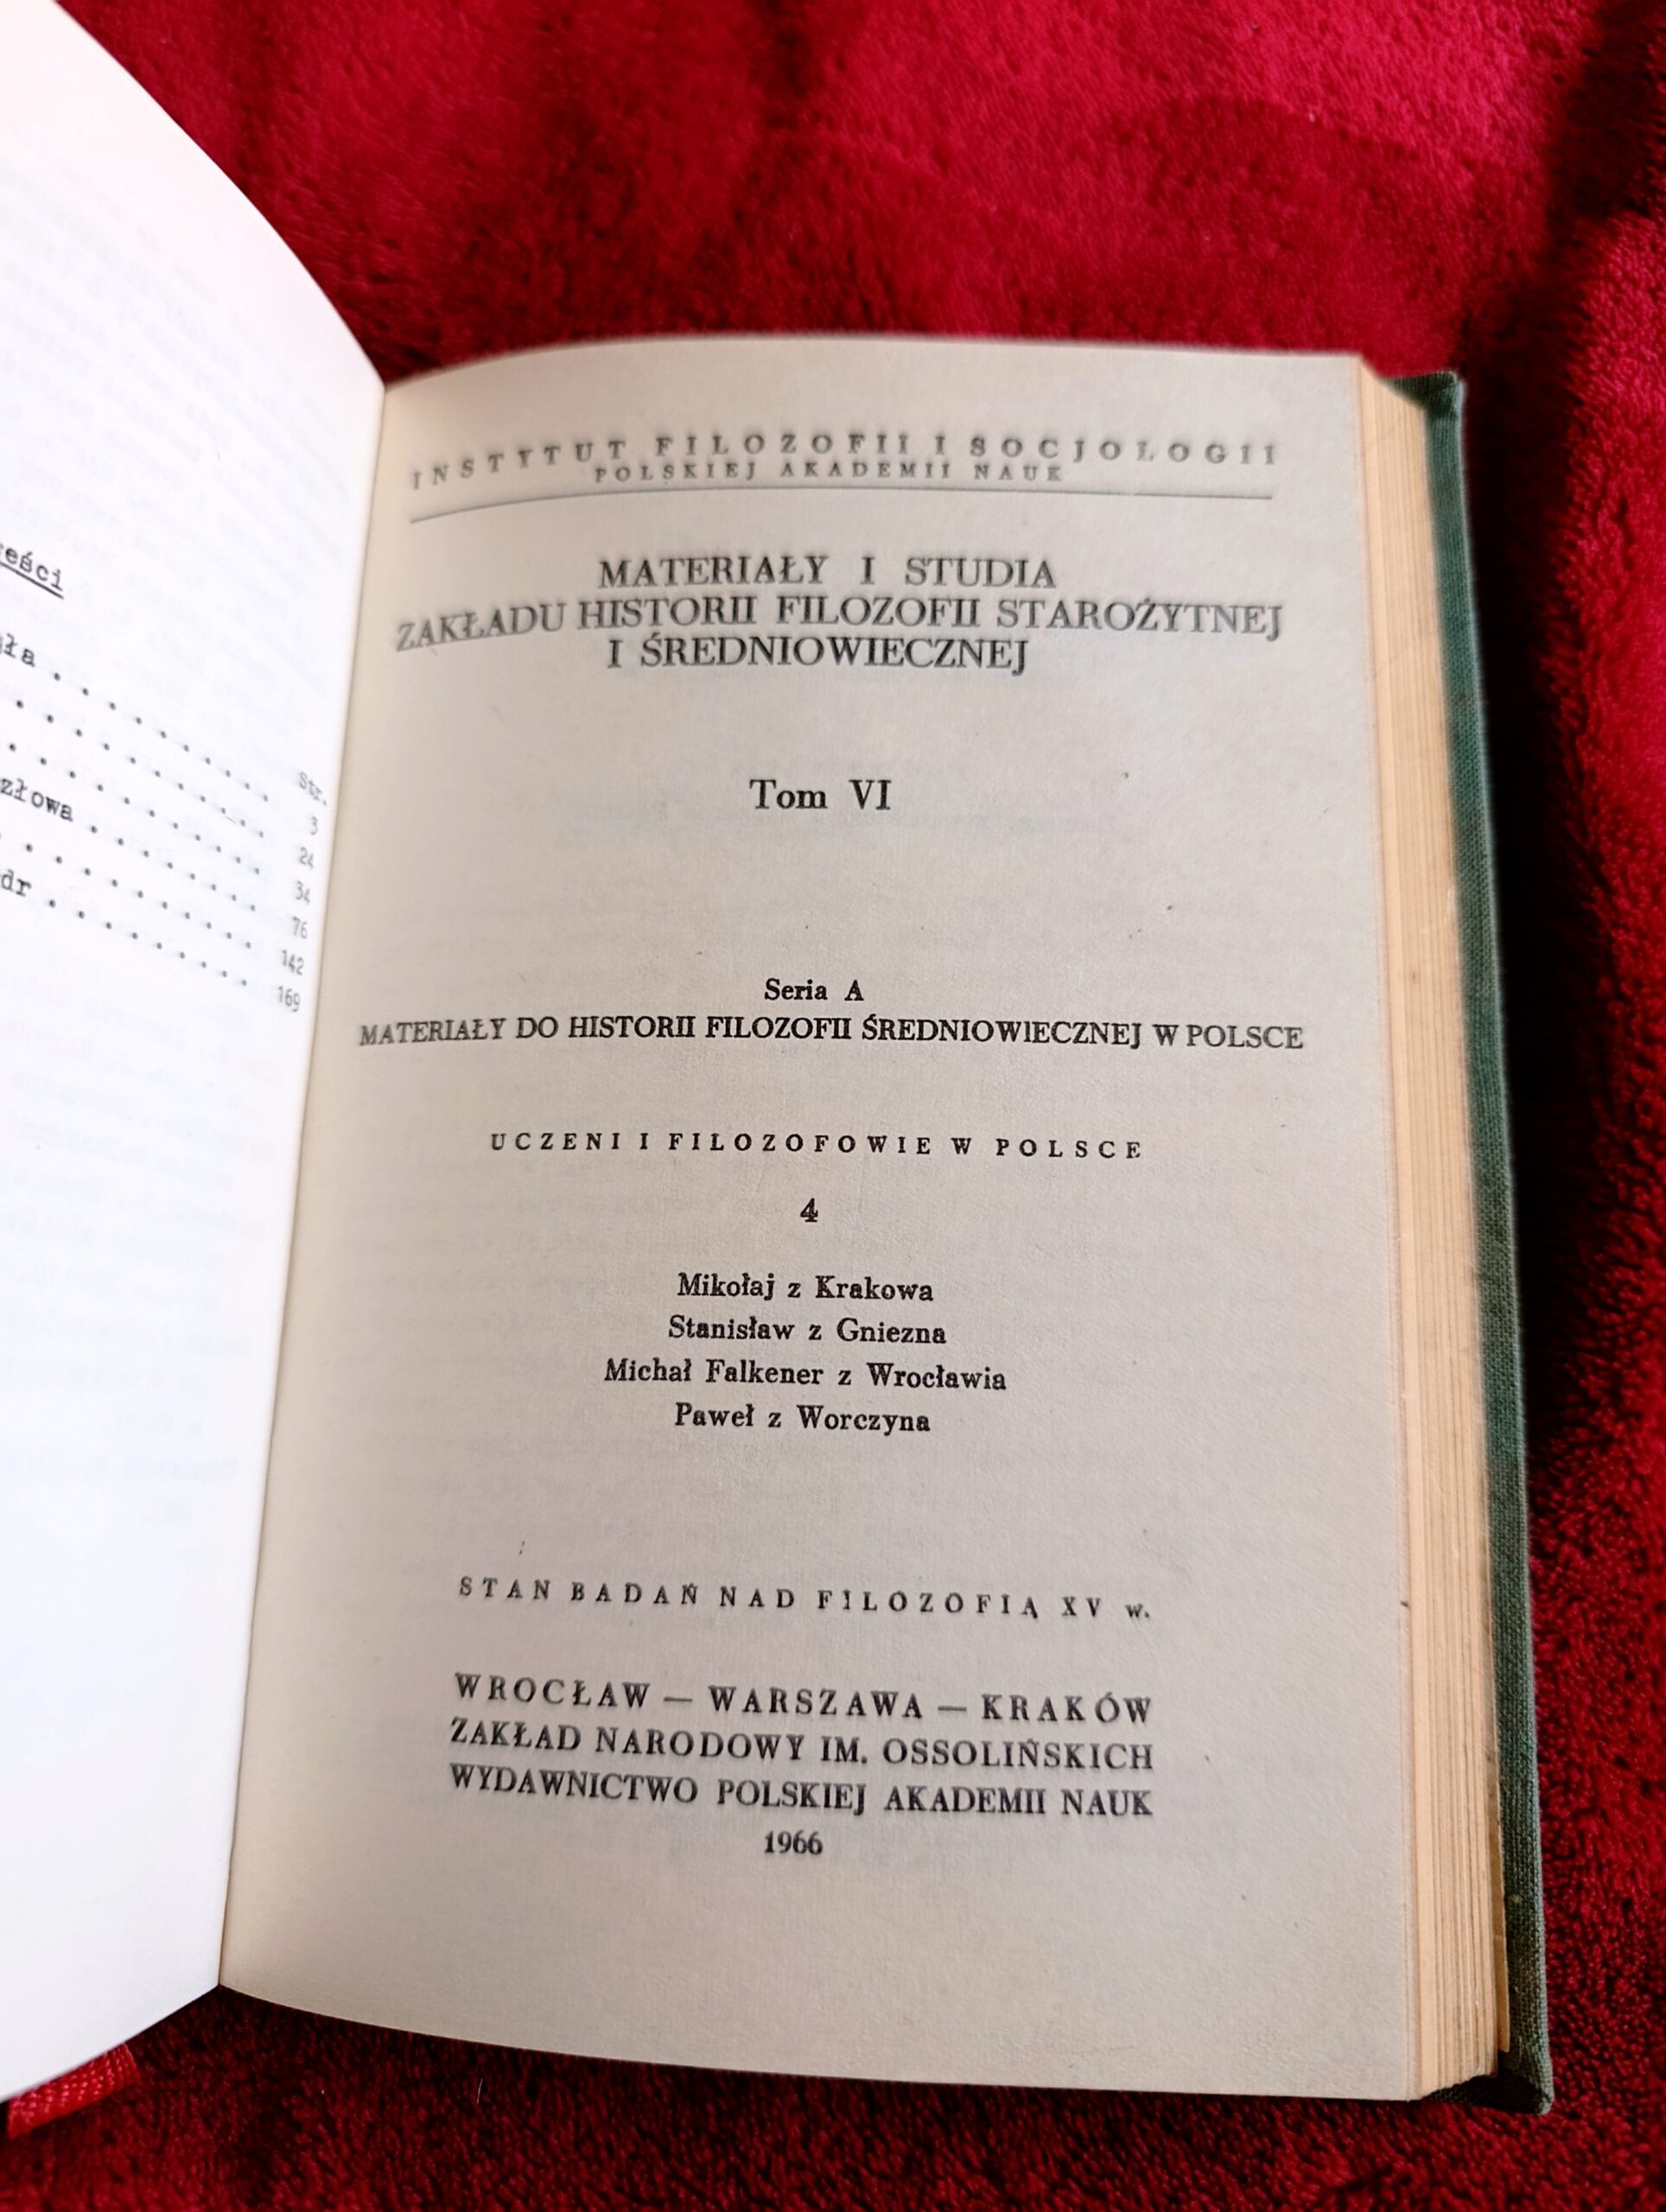 Str.
3
24
34
złowa 76
142
dr 169
INSTYTUT FILOZOFII I SOCJOLOGII
POLSKIEJ AKADEMII NAUK
MATERIAŁY I STUDIA
ZAKŁADU HISTORII FILOZOFII STAROŻYTNEJ
I ŚREDNIOWIECZNEJ
Tom VI
Seria A
MATERIAŁY DO HISTORII FILOZOFII ŚREDNIOWIECZNEJ W POLSCE
UCZENI I FILOZOFOWIE W POLSCE
4
Mikołaj z Krakowa
Stanisław z Gniezna
Michał Falkener z Wrocławia
Paweł z Worczyna
STAN BADAŃ NAD FILOZOFIĄ XV w.
WROCŁAW — WARSZAWA — KRAKÓW
ZAKŁAD NARODOWY IM. OSSOLIŃSKICH
WYDAWNICTWO POLSKIEJ AKADEMII NAUK
1966